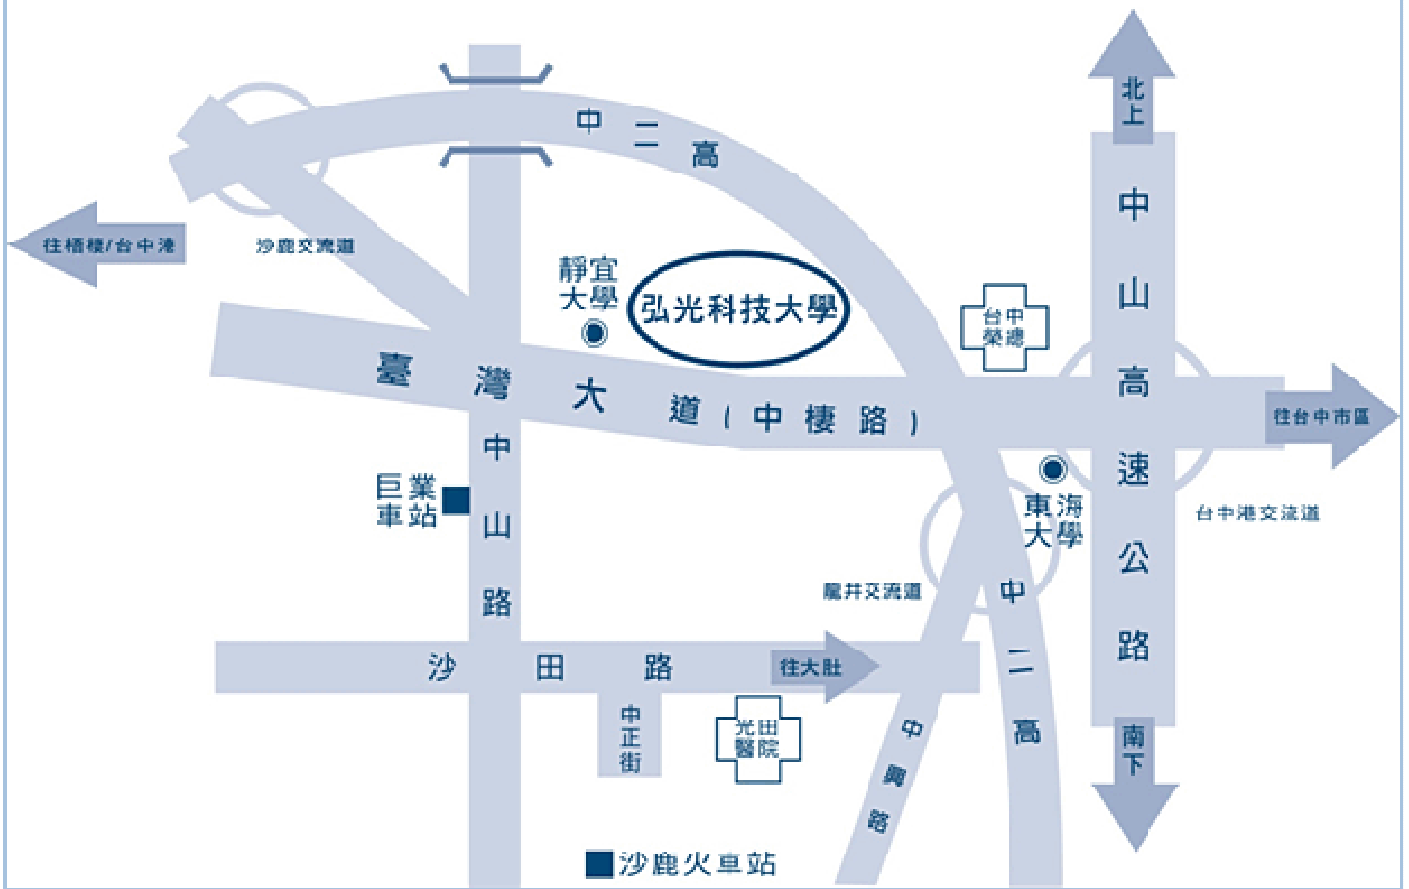 北上
中二高
中山高速公路
往梧棲/台中港
沙鹿交流道
靜宜
大學
弘光科技大學
台中
榮總
臺灣大道(中棲路)
往台中市區
中山路
巨業
車站
東海
大學
台中港交流道
龍井交流道
中二高
沙田路
往大肚
中正街
光田
醫院
中興路
南下
沙鹿火車站